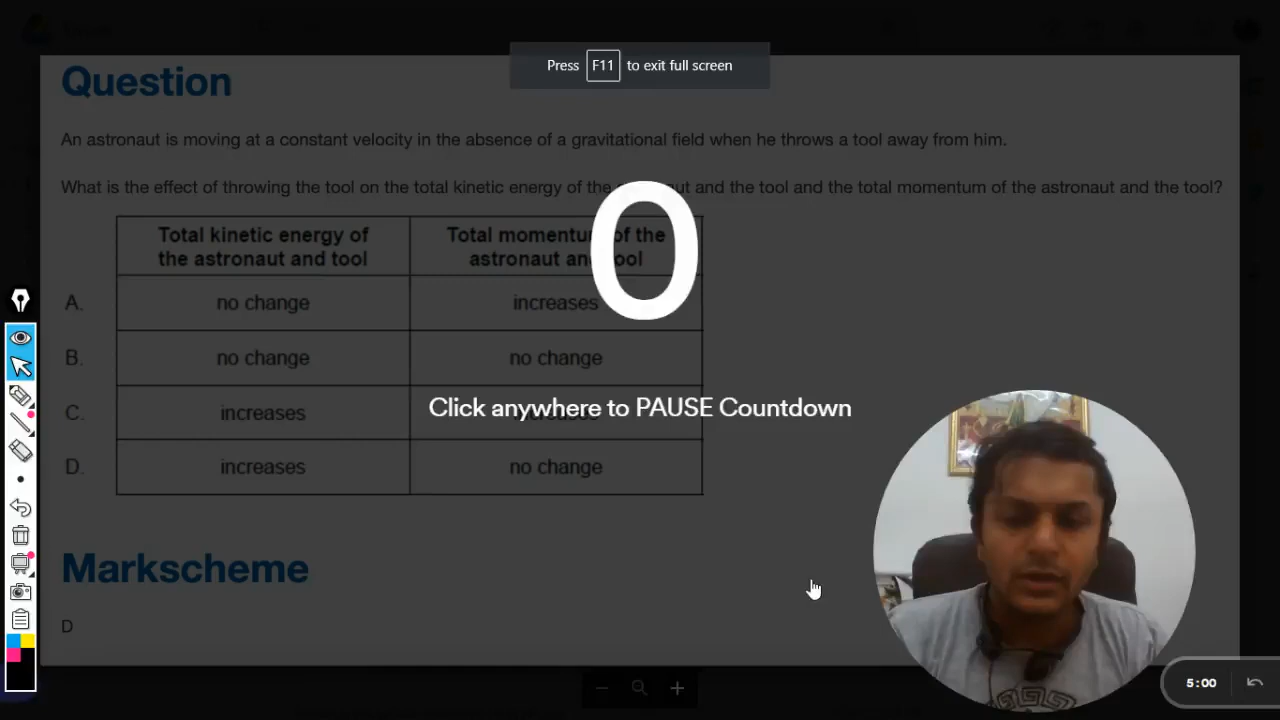 Press F11 to exit full screen
Question
An astronaut is moving at a constant velocity in the absence of a gravitational field when he throws a tool away from him.
What is the effect of throwing the tool on the total kinetic energy of the astronaut and the tool and the total momentum of the astronaut and the tool?
Total kinetic energy of the astronaut and tool
Total momentum of the astronaut and tool
A. no change increases
0
B. no change no change
C. increases
Click anywhere to PAUSE Countdown
D. increases no change
Markscheme
D
5:00